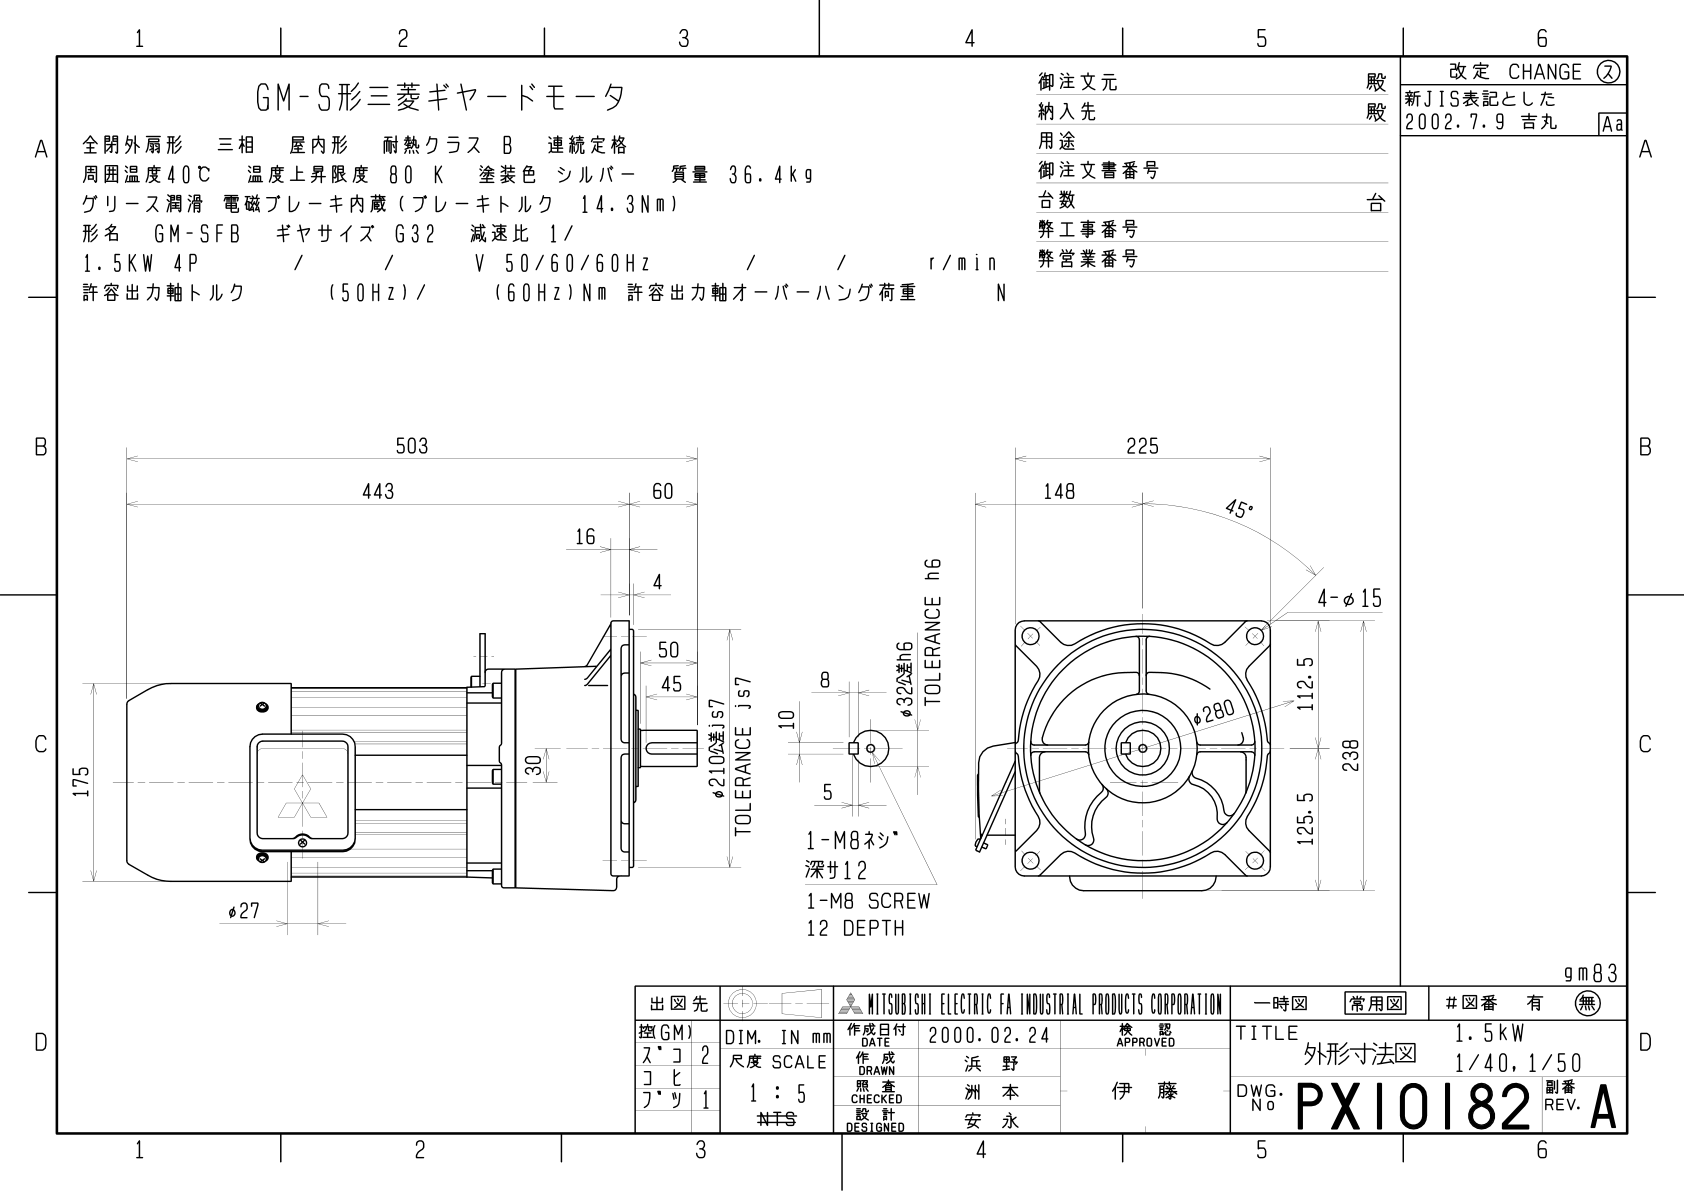 1 2 3 4 5 6
A B C D
A B C D
GM-S形三菱ギヤードモータ
全閉外扇形 三相 屋内形 耐熱クラス B 連続定格
周囲温度40℃ 温度上昇限度 80 K 塗装色 シルバー 質量 36.4kg
グリース潤滑 電磁ブレーキ内蔵(ブレーキトルク 14.3Nm)
形名 GM-SFB ギヤサイズ G32 減速比 1/
1.5KW 4P / / V 50/60/60Hz / / r/min
許容出力軸トルク (50Hz)/ (60Hz)Nm 許容出力軸オーバーハング荷重 N
御注文元 殿
納入先 殿
用途
御注文書番号
台数 台
弊工事番号
弊営業番号
改定 CHANGE ス
新JIS表記とした
2002.7.9 吉丸 Aa
503
443 60
16
4
50
45
30
175
φ27
φ210公差js7
TOLERANCE js7
8
10
5
φ32公差h6
TOLERANCE h6
1-M8ネジ
深サ12
1-M8 SCREW
12 DEPTH
225
148
45°
4-φ15
φ280
112.5
125.5
238
gm83
出図先
控(GM)
ズコ 2
コヒ
ブツ 1
DIM. IN mm
尺度 SCALE
1 : 5
NTS
MITSUBISHI ELECTRIC FA INDUSTRIAL PRODUCTS CORPORATION
作成日付 DATE 2000.02.24
作成 DRAWN 浜野
照査 CHECKED 洲本
設計 DESIGNED 安永
検認 APPROVED
伊藤
一時図 常用図 #図番 有 無
TITLE 1.5kW
外形寸法図 1/40,1/50
DWG. No PX10182 副番 REV. A
1 2 3 4 5 6